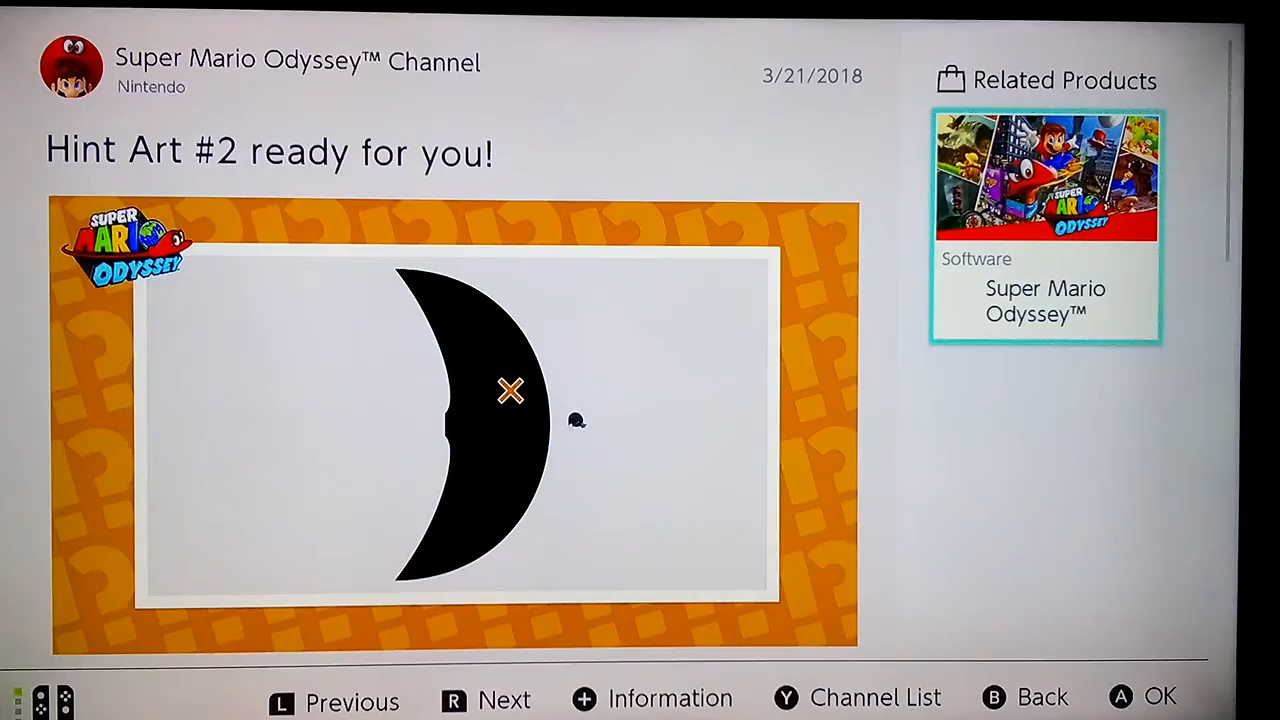 Super Mario Odyssey™ Channel
Nintendo
3/21/2018
Related Products
Hint Art #2 ready for you!
SUPER
MARIO
ODYSSEY
SUPER
MARIO
ODYSSEY
Software
Super Mario
Odyssey™
L Previous
R Next
+ Information
Y Channel List
B Back
A OK